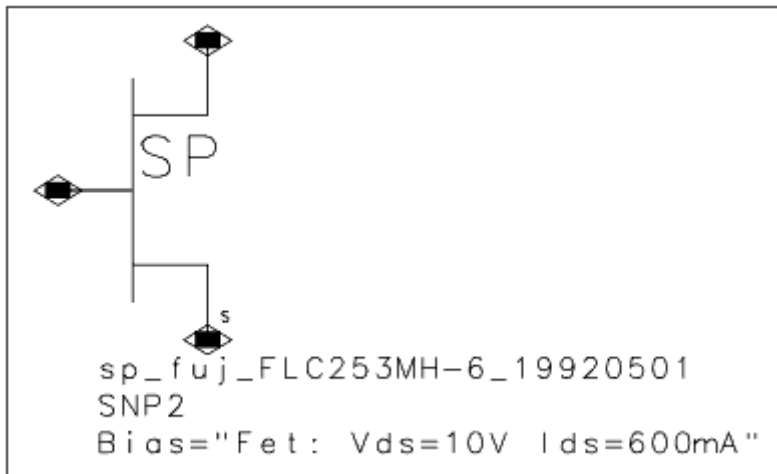 SP
s
sp_fuj_FLC253MH-6_19920501
SNP2
Bias="Fet: Vds=10V Ids=600mA"